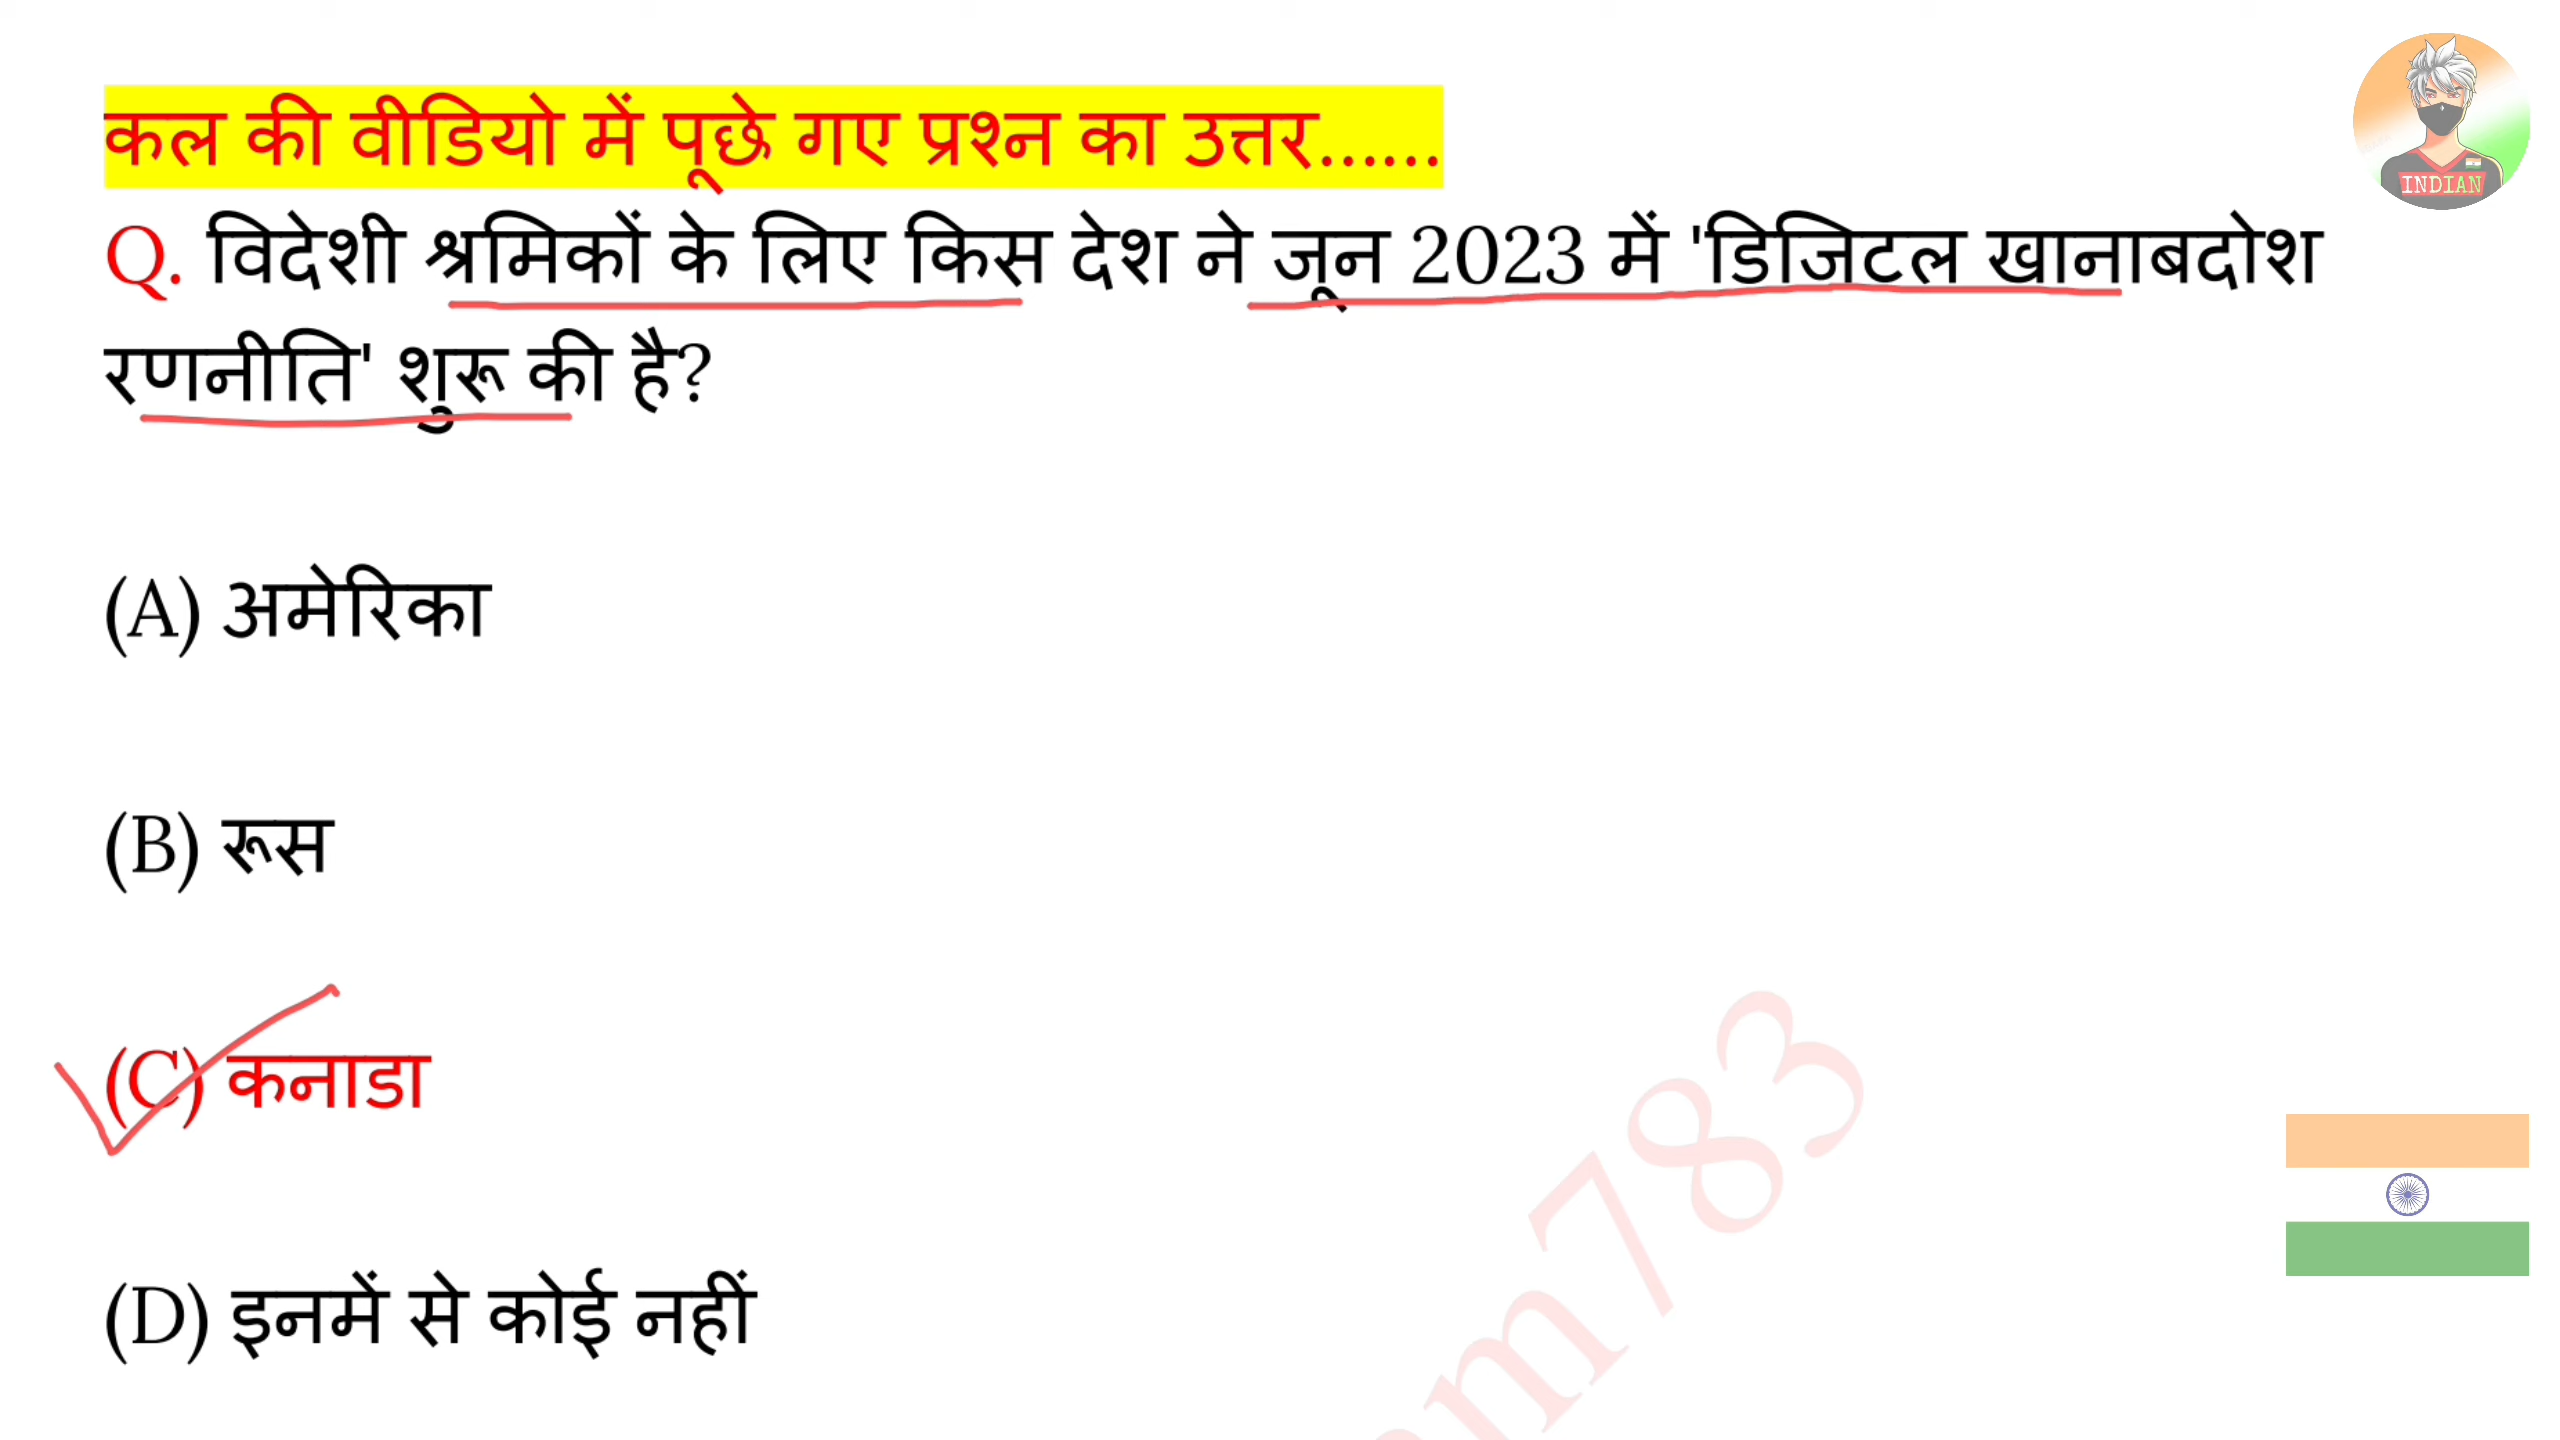 कल की वीडियो में पूछे गए प्रश्न का उत्तर......
INDIAN
Q. विदेशी श्रमिकों के लिए किस देश ने जून 2023 में 'डिजिटल खानाबदोश
रणनीति' शुरू की है?
(A) अमेरिका
(B) रूस
(C) कनाडा
(D) इनमें से कोई नहीं
m783